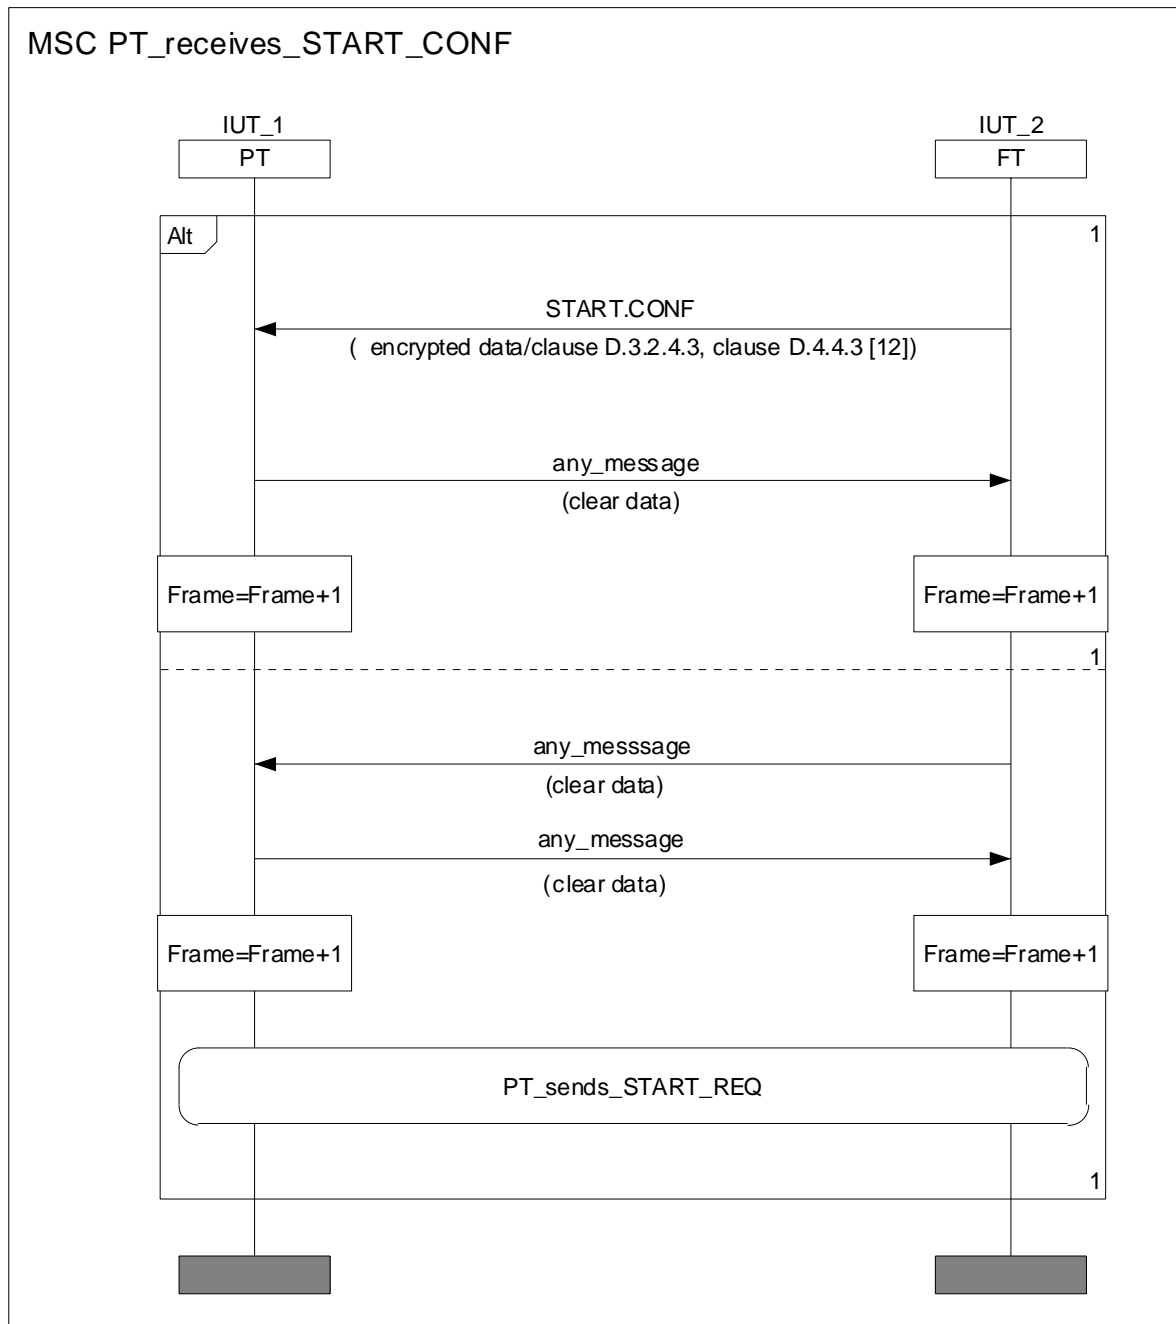 MSC PT_receives_START_CONF
IUT_1
IUT_2
PT
FT
Alt
1
START.CONF
( encrypted data/clause D.3.2.4.3, clause D.4.4.3 [12])
any_message
(clear data)
Frame=Frame+1
Frame=Frame+1
1
any_messsage
(clear data)
any_message
(clear data)
Frame=Frame+1
Frame=Frame+1
PT_sends_START_REQ
1